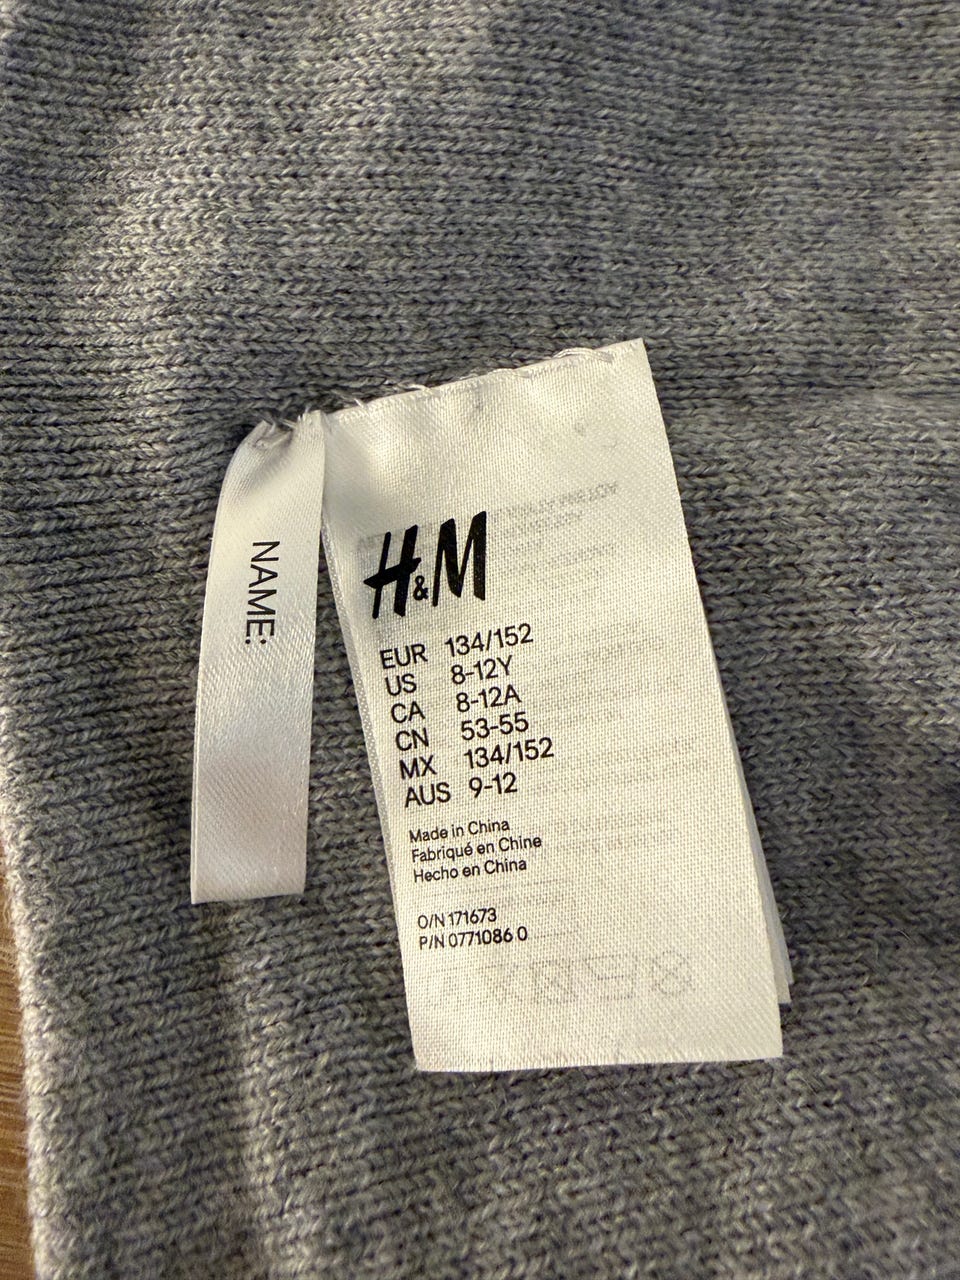 NAME:
H&M
EUR 134/152
US 8-12Y
CA 8-12A
CN 53-55
MX 134/152
AUS 9-12
Made in China
Fabriqué en Chine
Hecho en China
O/N 171673
P/N 0771086 0